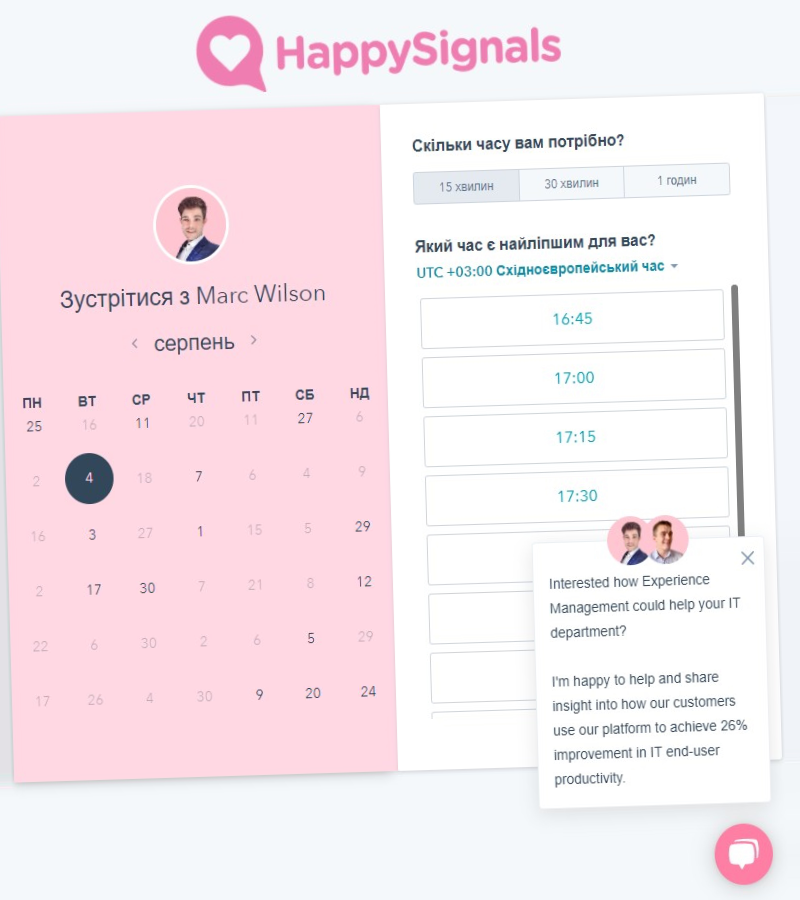 HappySignals
Зустрітися з Marc Wilson
серпень
ПН ВТ СР ЧТ ПТ СБ НД
25 16 11 20 11 27 6
2 4 18 7 6 4 9
16 3 27 1 15 5 29
2 17 30 7 21 8 12
22 6 30 2 6 5 29
17 26 4 30 9 20 24
Скільки часу вам потрібно?
15 хвилин 30 хвилин 1 годин
Який час є найліпшим для вас?
UTC +03:00 Східноєвропейський час
16:45
17:00
17:15
17:30
Interested how Experience
Management could help your IT
department?
I'm happy to help and share
insight into how our customers
use our platform to achieve 26%
improvement in IT end-user
productivity.